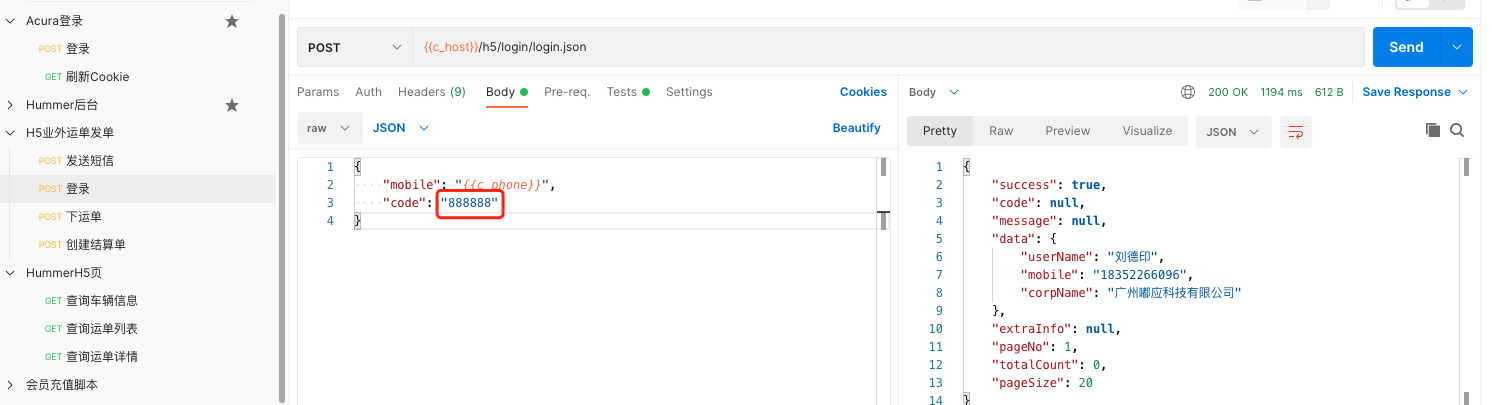 Acura登录
POST 登录
GET 刷新Cookie
Hummer后台
H5业外运单发单
POST 发送短信
POST 登录
POST 下运单
POST 创建结算单
HummerH5页
GET 查询车辆信息
GET 查询运单列表
GET 查询运单详情
会员充值脚本
POST {{c_host}}/h5/login/login.json Send
Params Auth Headers (9) Body Pre-req. Tests Settings Cookies
raw JSON Beautify
1 {
2 "mobile": "{{c_phone}}",
3 "code": "888888"
4 }
Body 200 OK 1194 ms 612 B Save Response
Pretty Raw Preview Visualize JSON
1 {
2 "success": true,
3 "code": null,
4 "message": null,
5 "data": {
6 "userName": "刘德印",
7 "mobile": "18352266096",
8 "corpName": "广州嘟应科技有限公司"
9 },
10 "extraInfo": null,
11 "pageNo": 1,
12 "totalCount": 0,
13 "pageSize": 20
14 }